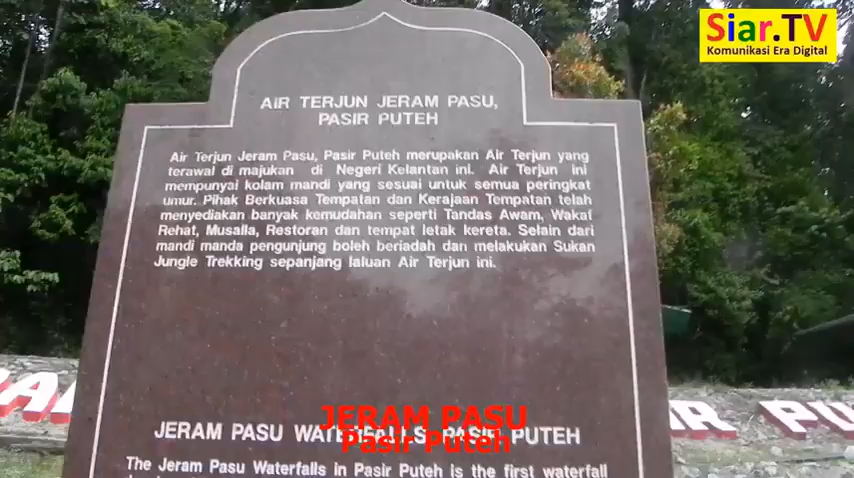 Siar.TV
Komunikasi Era Digital
AIR TERJUN JERAM PASU,
PASIR PUTEH
Air Terjun Jeram Pasu, Pasir Puteh merupakan Air Terjun yang
terawal di majukan di Negeri Kelantan ini. Air Terjun ini
mempunyai kolam mandi yang sesuai untuk semua peringkat
umur. Pihak Berkuasa Tempatan dan Kerajaan Tempatan telah
menyediakan banyak kemudahan seperti Tandas Awam, Wakaf
Rehat, Musalla, Restoran dan tempat letak kereta. Selain dari
mandi manda pengunjung boleh beriadah dan melakukan Sukan
Jungle Trekking sepanjang laluan Air Terjun ini.
JERAM PASU
JERAM PASU WATERFALLS PASIR PUTEH
Pasir Puteh
The Jeram Pasu Waterfalls in Pasir Puteh is the first waterfall